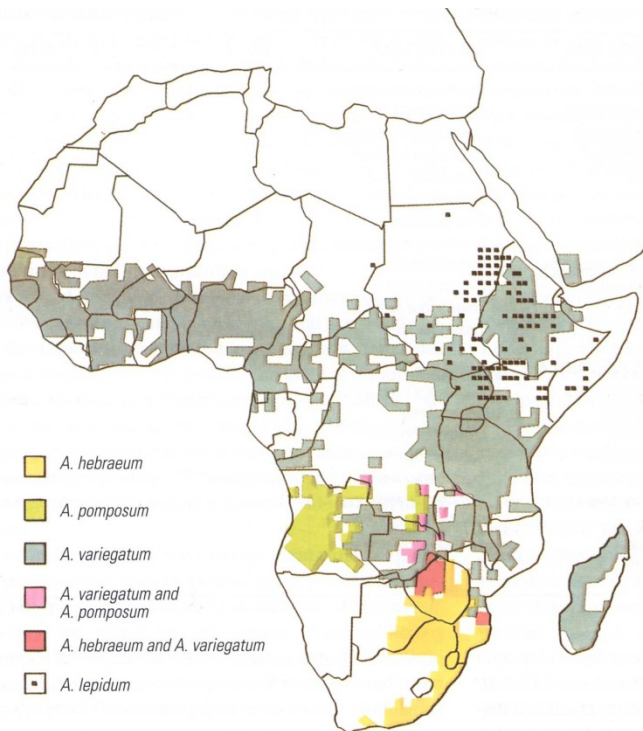 A. hebraeum
A. pomposum
A. variegatum
A. variegatum and
A. pomposum
A. hebraeum and A. variegatum
A. lepidum